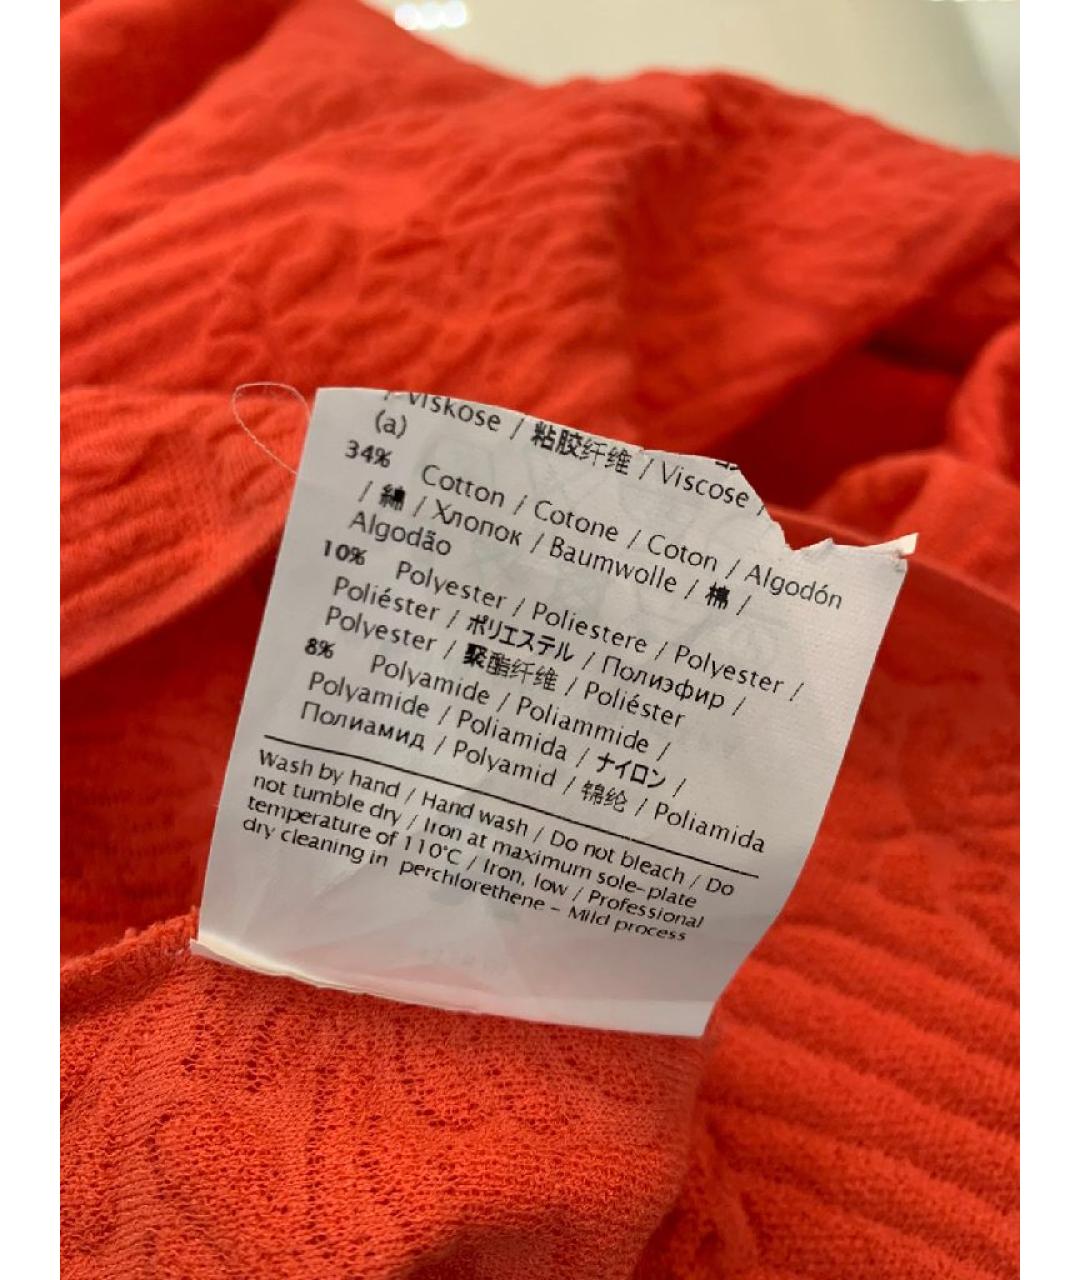 / Viskose / 粘胶纤维 / Viscose /
(a)
34% Cotton / Cotone / Coton / Algodón
/ 綿 / Хлопок / Baumwolle / 棉 /
Algodão
10% Polyester / Poliestere / Polyester /
Poliéster / ポリエステル / Полиэфир /
Polyester / 聚酯纤维 / Poliéster
8% Polyamide / Poliammide /
Polyamide / Poliamida / ナイロン /
Полиамид / Polyamid / 锦纶 / Poliamida
Wash by hand / Hand wash / Do not bleach / Do
not tumble dry / Iron at maximum sole-plate
temperature of 110°C / Iron, low / Professional
dry cleaning in perchlorethene - Mild process